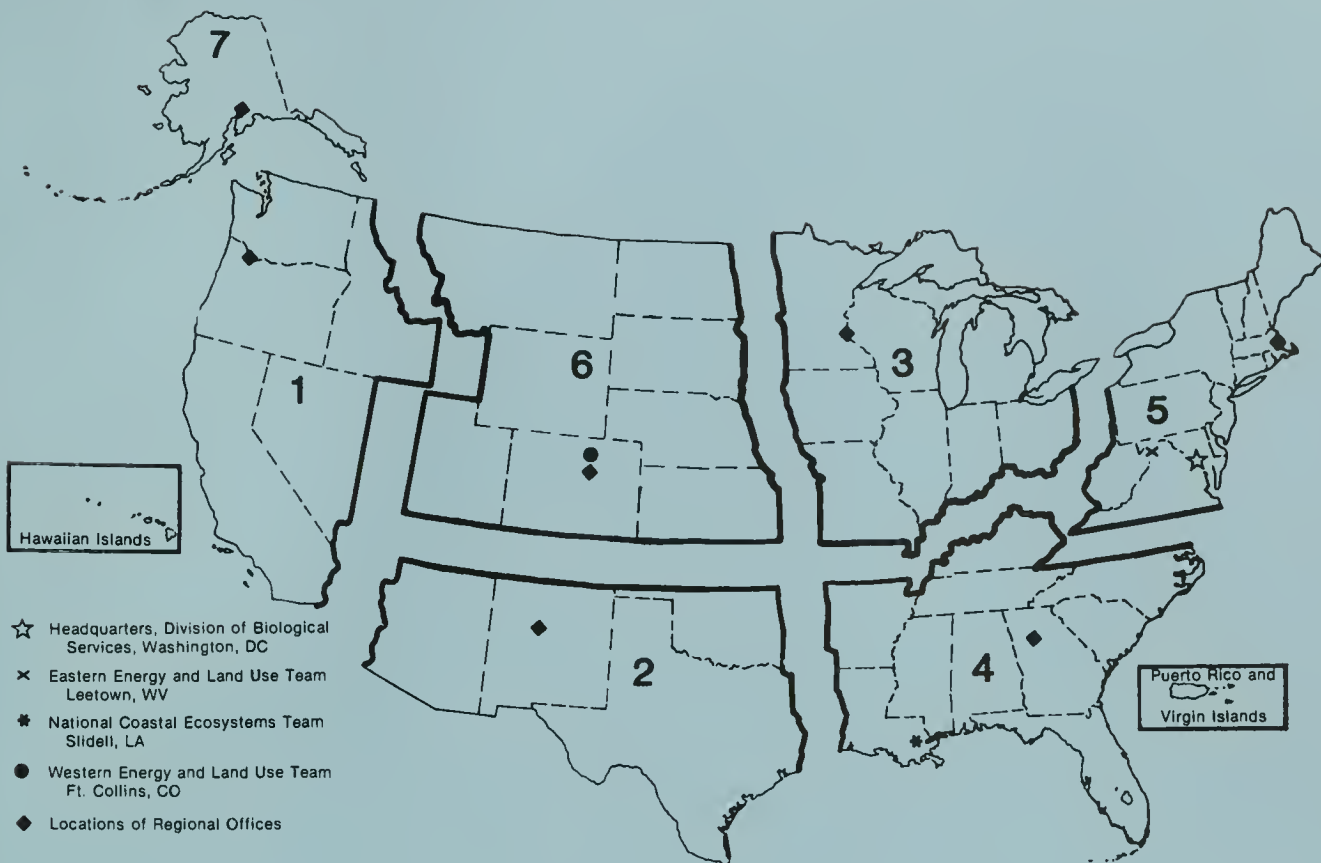 7
1
6
3
5
2
4
Hawaiian Islands
Puerto Rico and
Virgin Islands
Headquarters, Division of Biological
Services, Washington, DC
Eastern Energy and Land Use Team
Leetown, WV
National Coastal Ecosystems Team
Slidell, LA
Western Energy and Land Use Team
Ft. Collins, CO
Locations of Regional Offices